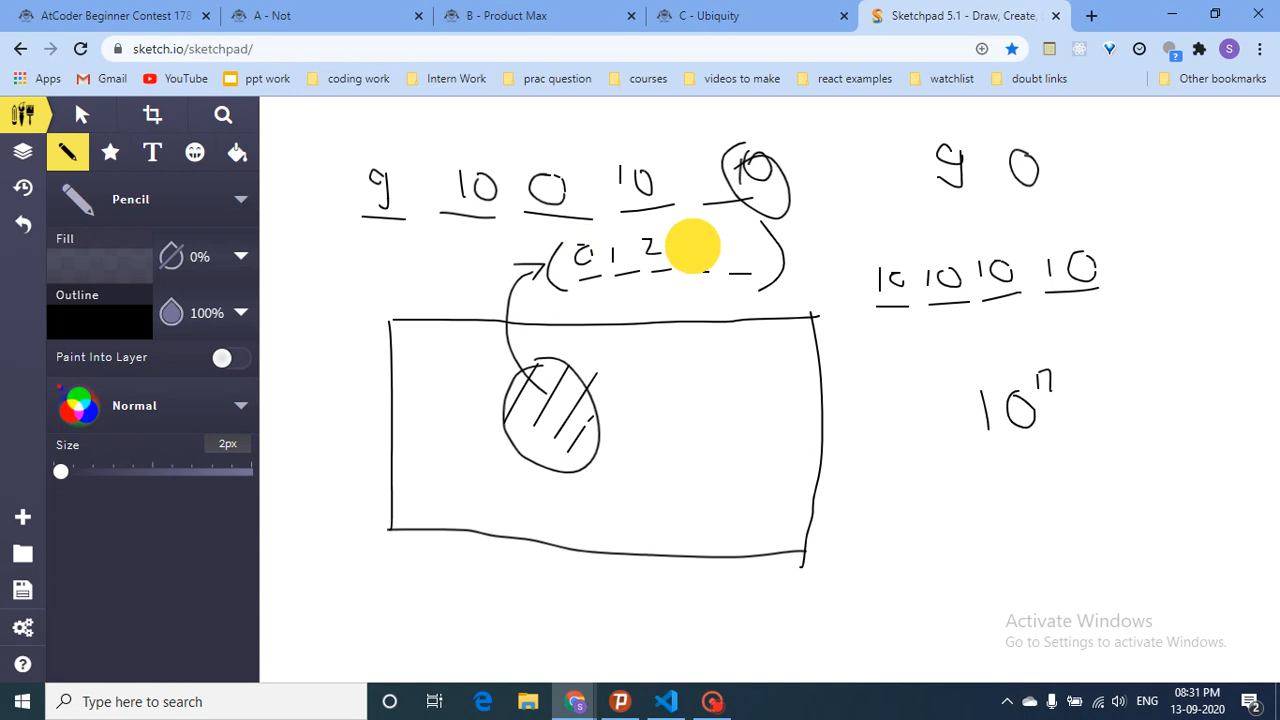 AtCoder Beginner Contest 178
A - Not
B - Product Max
C - Ubiquity
Sketchpad 5.1 - Draw, Create,
sketch.io/sketchpad/
S
Apps
Gmail
YouTube
ppt work
coding work
Intern Work
prac question
courses
videos to make
react examples
watchlist
doubt links
Other bookmarks
Pencil
Fill
0%
Outline
100%
Paint Into Layer
Normal
Size
2px
9 10 0 10 10
9 0
( 0 1 2 )
10 10 10 10
10^n
Activate Windows
Go to Settings to activate Windows.
Type here to search
ENG
08:31 PM
13-09-2020
2